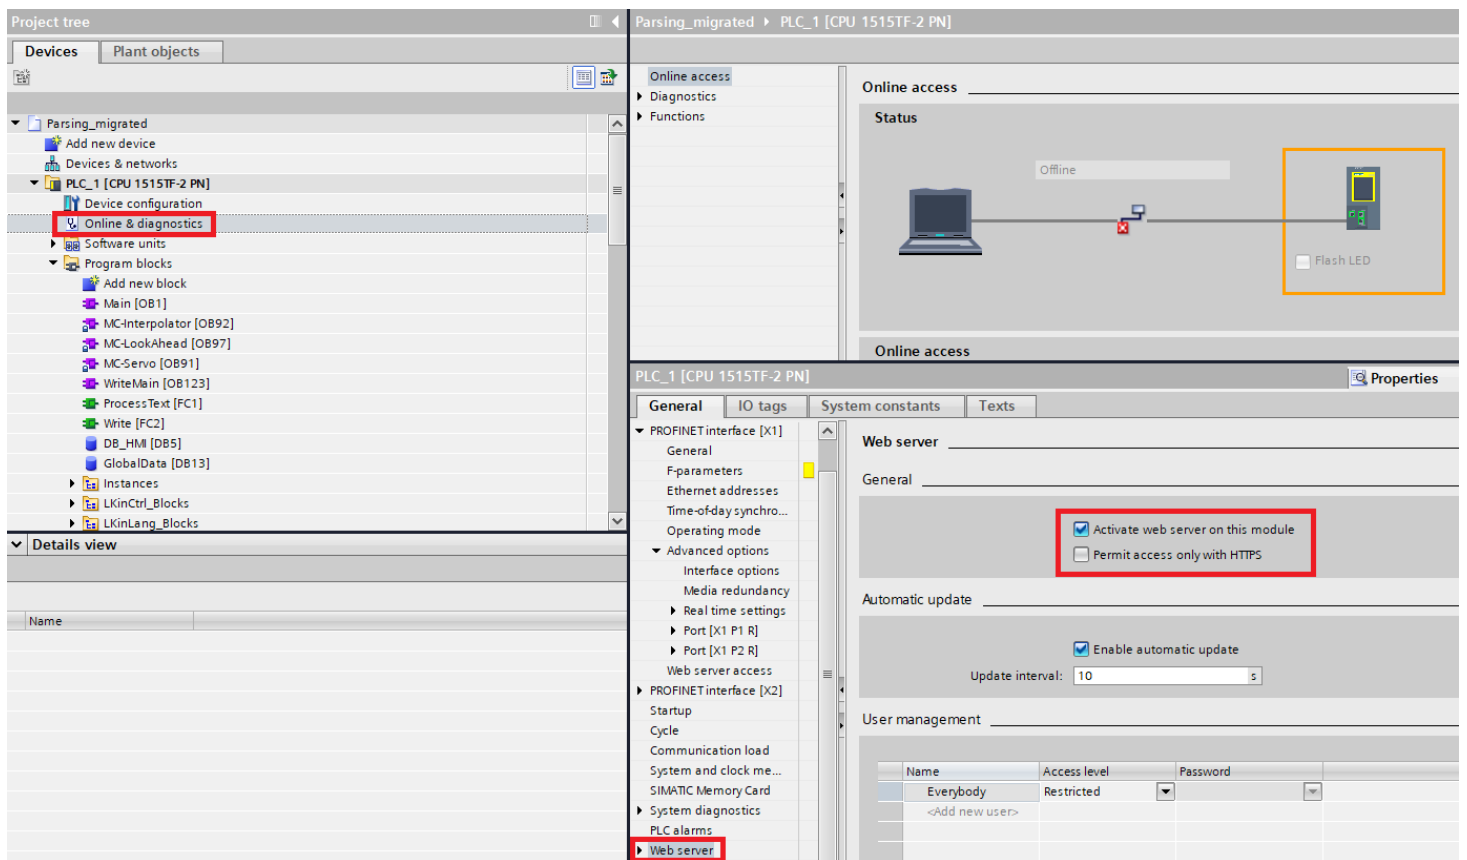 Project tree
Devices
Plant objects
Parsing_migrated
Add new device
Devices & networks
PLC_1 [CPU 1515TF-2 PN]
Device configuration
Online & diagnostics
Software units
Program blocks
Add new block
Main [OB1]
MC-Interpolator [OB92]
MC-LookAhead [OB97]
MC-Servo [OB91]
WriteMain [OB123]
ProcessText [FC1]
Write [FC2]
DB_HMI [DB5]
GlobalData [DB13]
Instances
LKinCtrl_Blocks
LKinLang_Blocks
Details view
Name
Parsing_migrated PLC_1 [CPU 1515TF-2 PN]
Online access
Diagnostics
Functions
Online access
Status
Offline
Flash LED
Online access
PLC_1 [CPU 1515TF-2 PN]
Properties
General
IO tags
System constants
Texts
PROFINET interface [X1]
General
F-parameters
Ethernet addresses
Time-of-day synchro...
Operating mode
Advanced options
Interface options
Media redundancy
Real time settings
Port [X1 P1 R]
Port [X1 P2 R]
Web server access
PROFINET interface [X2]
Startup
Cycle
Communication load
System and clock me...
SIMATIC Memory Card
System diagnostics
PLC alarms
Web server
Web server
General
Activate web server on this module
Permit access only with HTTPS
Automatic update
Enable automatic update
Update interval: 10 s
User management
Name Access level Password
Everybody Restricted
<Add new user>